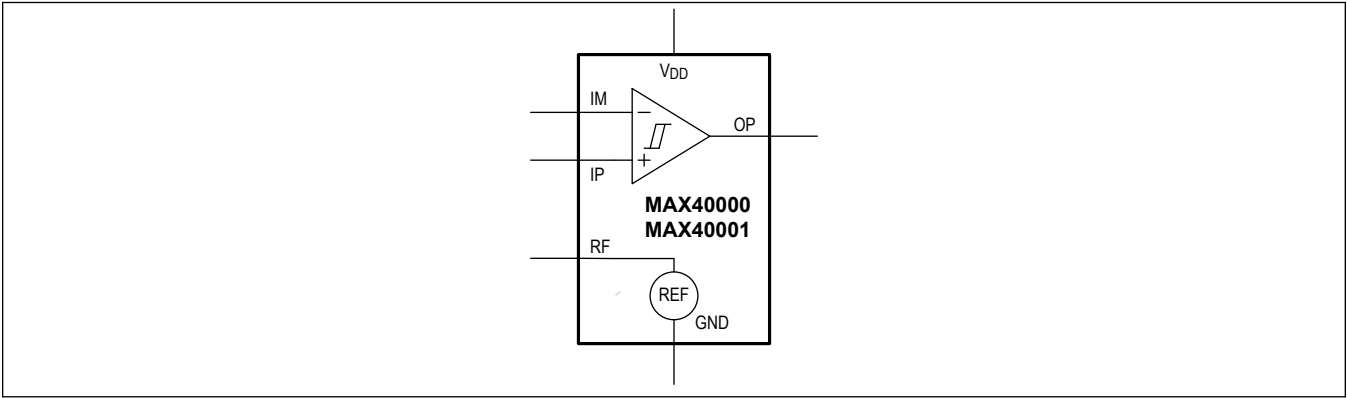 VDD
IM
−
OP
+
IP
MAX40000
MAX40001
RF
REF
GND